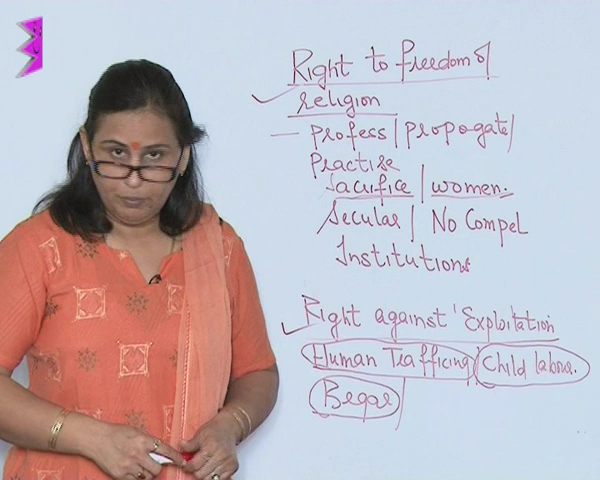 Right to freedom of
religion
— profess / propogate /
Practise
Sacrifice / women.
Secular / No Compel
Institutions
Right against 'Exploitation
Human Trafficing / Child labour.
Begar